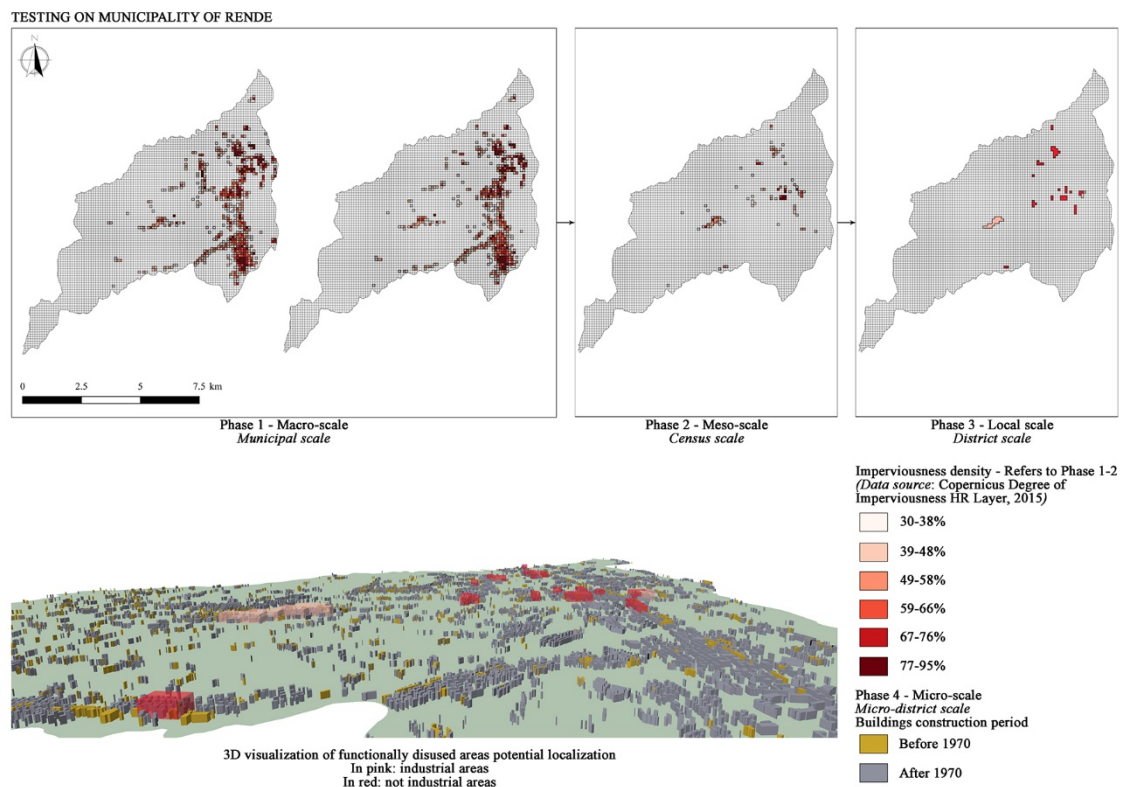 TESTING ON MUNICIPALITY OF RENDE
0 2.5 5 7.5 km
Phase 1 - Macro-scale
Municipal scale
Phase 2 - Meso-scale
Census scale
Phase 3 - Local scale
District scale
Imperviousness density - Refers to Phase 1-2
(Data source: Copernicus Degree of
Imperviousness HR Layer, 2015)
30-38%
39-48%
49-58%
59-66%
67-76%
77-95%
Phase 4 - Micro-scale
Micro-district scale
Buildings construction period
Before 1970
After 1970
3D visualization of functionally disused areas potential localization
In pink: industrial areas
In red: not industrial areas